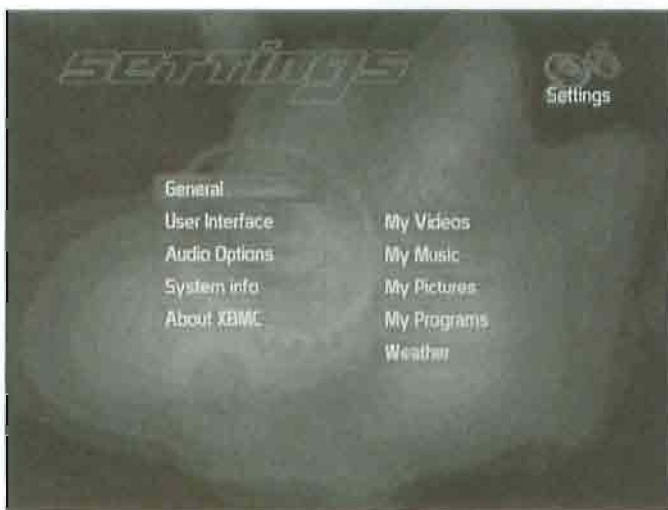 settings
Settings
General
User Interface
Audio Options
System info
About XBMC
My Videos
My Music
My Pictures
My Programs
Weather